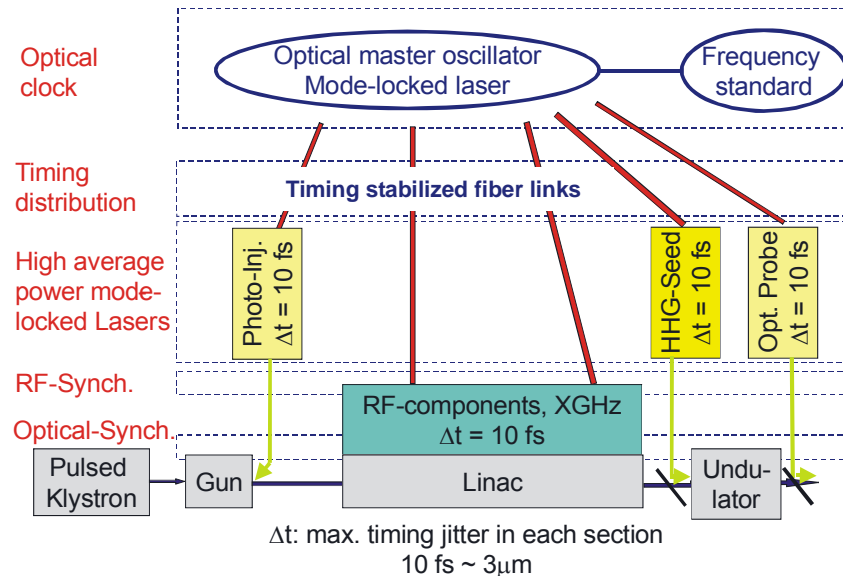 Optical
clock
Optical master oscillator
Mode-locked laser
Frequency
standard
Timing
distribution
Timing stabilized fiber links
High average
power mode-
locked Lasers
Photo-Inj.
Δt = 10 fs
HHG-Seed
Δt = 10 fs
Opt. Probe
Δt = 10 fs
RF-Synch.
RF-components, XGHz
Δt = 10 fs
Optical-Synch.
Pulsed
Klystron
Gun
Linac
Undu-
lator
Δt: max. timing jitter in each section
10 fs ~ 3μm